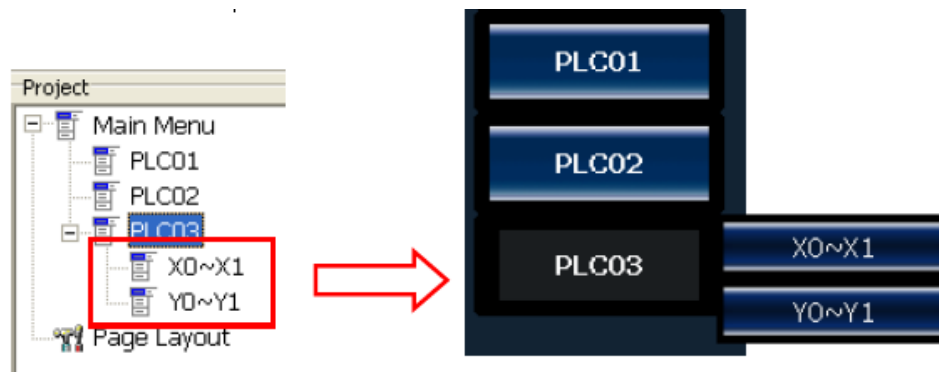 Project
Main Menu
PLC01
PLC02
PLC03
X0~X1
Y0~Y1
Page Layout
PLC01
PLC02
PLC03
X0~X1
Y0~Y1